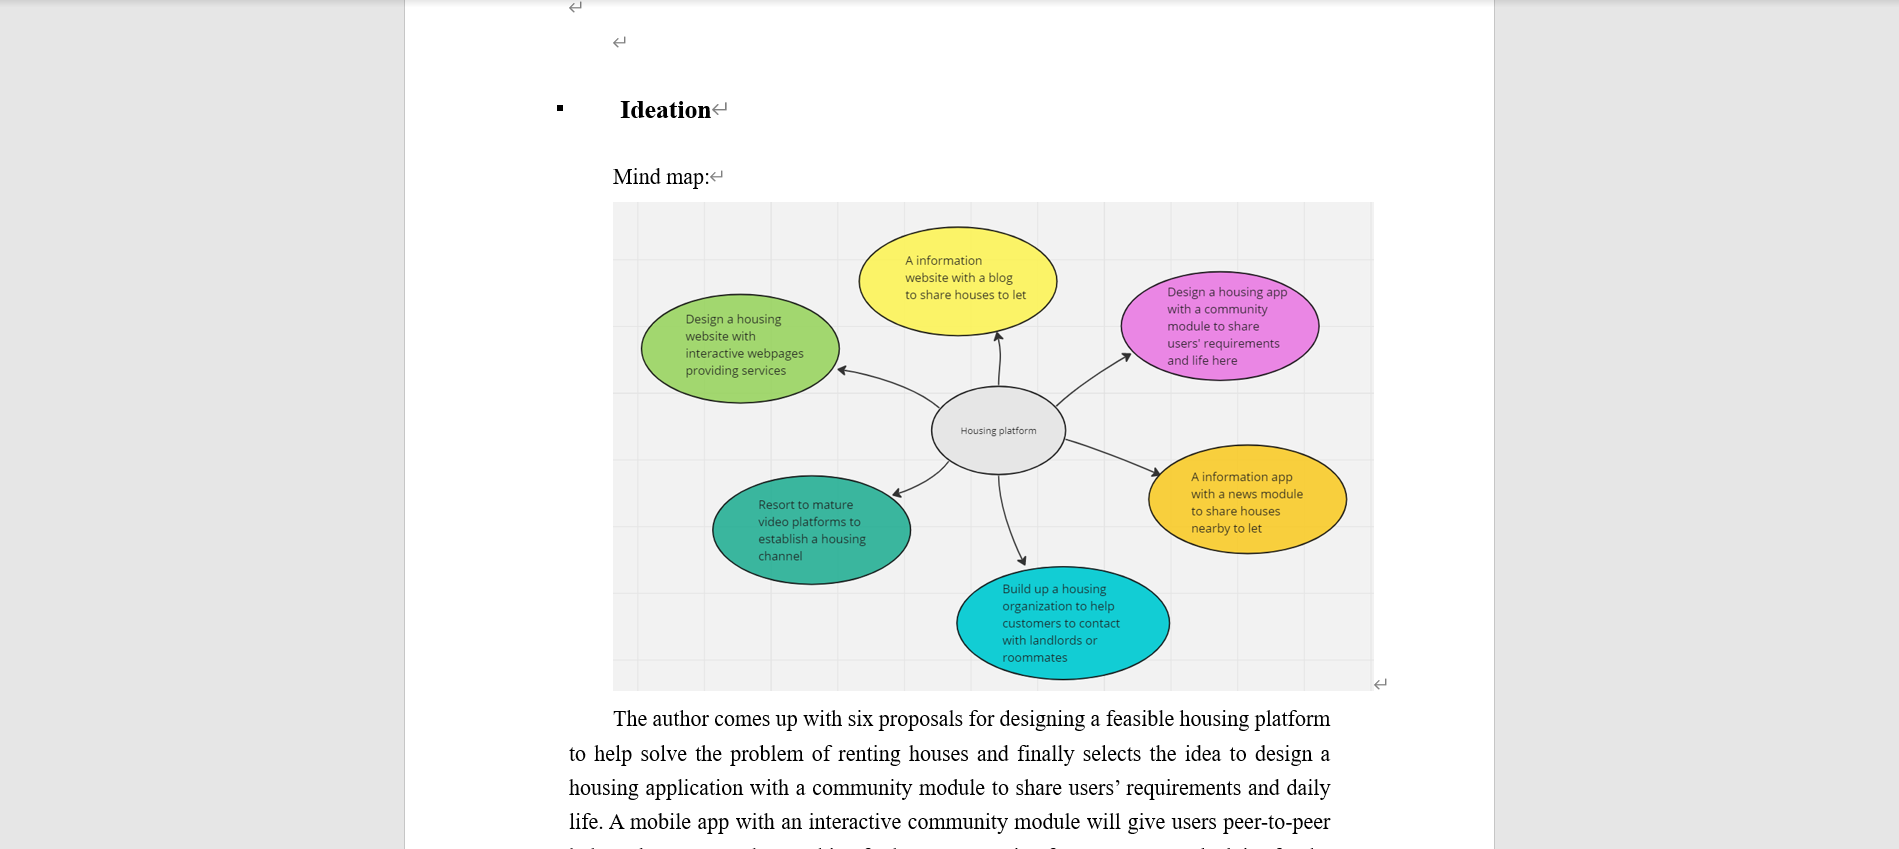 Ideation
Mind map:
A information
website with a blog
to share houses to let
Design a housing app
with a community
module to share
users' requirements
and life here
Design a housing
website with
interactive webpages
providing services
Housing platform
A information app
with a news module
to share houses
nearby to let
Resort to mature
video platforms to
establish a housing
channel
Build up a housing
organization to help
customers to contact
with landlords or
roommates
The author comes up with six proposals for designing a feasible housing platform
to help solve the problem of renting houses and finally selects the idea to design a
housing application with a community module to share users’ requirements and daily
life. A mobile app with an interactive community module will give users peer-to-peer